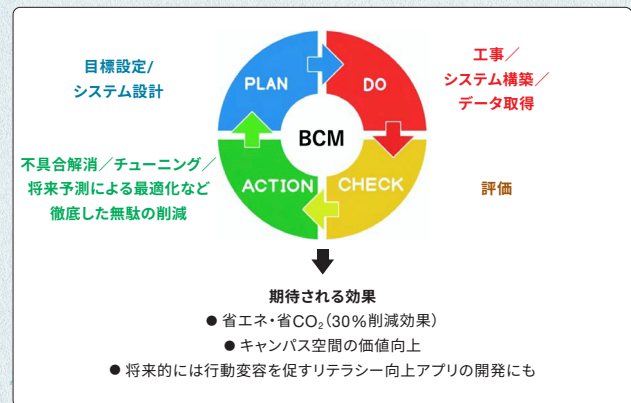 目標設定/
システム設計
PLAN
DO
工事／
システム構築／
データ取得
BCM
不具合解消／チューニング／
将来予測による最適化など
徹底した無駄の削減
ACTION
CHECK
評価
期待される効果
● 省エネ・省CO₂（30％削減効果）
● キャンパス空間の価値向上
● 将来的には行動変容を促すリテラシー向上アプリの開発にも